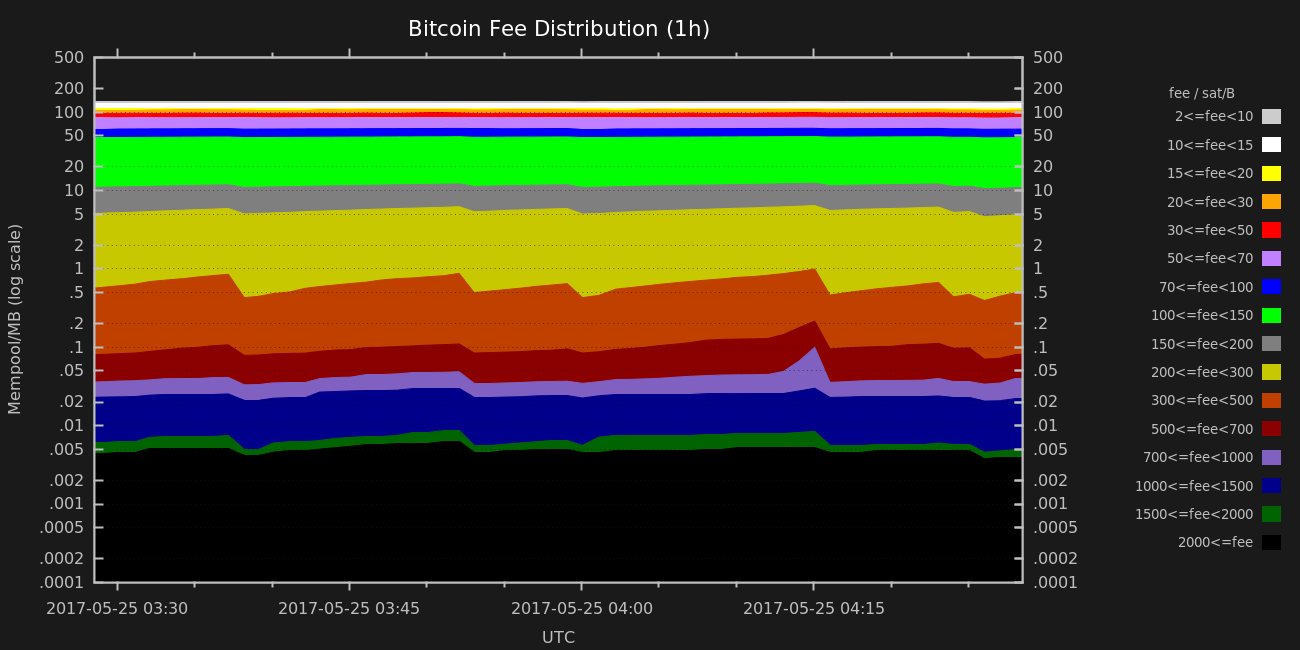 Bitcoin Fee Distribution (1h)
500
200
100
50
20
10
5
2
1
.5
.2
.1
.05
.02
.01
.005
.002
.001
.0005
.0002
.0001
Mempool/MB (log scale)
500
200
100
50
20
10
5
2
1
.5
.2
.1
.05
.02
.01
.005
.002
.001
.0005
.0002
.0001
2017-05-25 03:30 2017-05-25 03:45 2017-05-25 04:00 2017-05-25 04:15
UTC
fee / sat/B
2<=fee<10
10<=fee<15
15<=fee<20
20<=fee<30
30<=fee<50
50<=fee<70
70<=fee<100
100<=fee<150
150<=fee<200
200<=fee<300
300<=fee<500
500<=fee<700
700<=fee<1000
1000<=fee<1500
1500<=fee<2000
2000<=fee